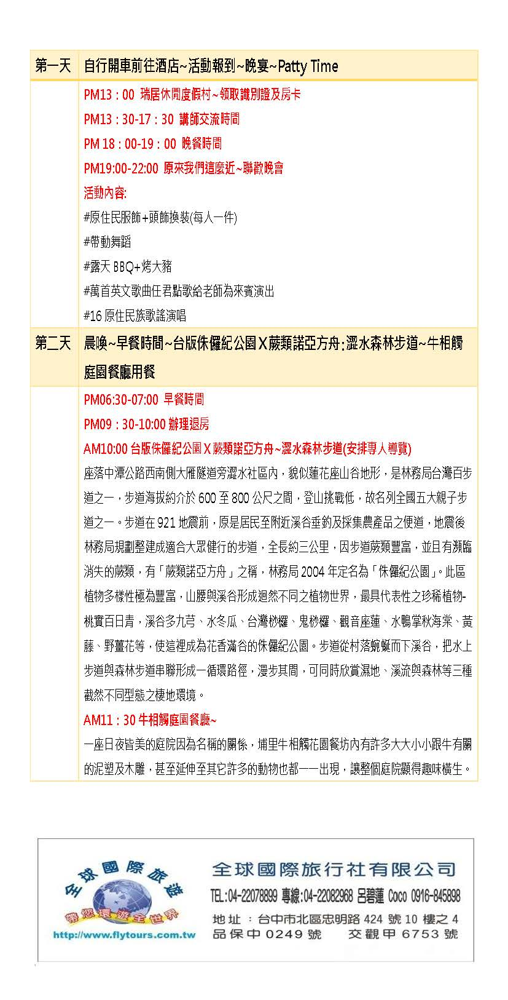 第一天 自行開車前往酒店~活動報到~晚宴~Patty Time
PM13：00 瑞居休閒度假村~領取識別證及房卡
PM13：30-17：30 講師交流時間
PM 18：00-19：00 晚餐時間
PM19:00-22:00 原來我們這麼近~聯歡晚會
活動內容:
#原住民服飾+頭飾換裝(每人一件)
#帶動舞蹈
#露天 BBQ+烤大豬
#萬首英文歌曲任君點歌給老師為來賓演出
#16 原住民族歌謠演唱
第二天 晨喚~早餐時間~台版侏儸紀公園Ｘ蕨類諾亞方舟:澀水森林步道~牛相觸
庭園餐廳用餐
PM06:30-07:00 早餐時間
PM09：30-10:00 辦理退房
AM10:00 台版侏儸紀公園Ｘ蕨類諾亞方舟~澀水森林步道(安排專人導覽)
座落中潭公路西南側大雁隧道旁澀水社區內，貌似蓮花座山谷地形，是林務局台灣百步
道之一，步道海拔約介於 600 至 800 公尺之間，登山挑戰低，故名列全國五大親子步
道之一。步道在 921 地震前，原是居民至附近溪谷垂釣及採集農產品之便道，地震後
林務局規劃整建成適合大眾健行的步道，全長約三公里，因步道蕨類豐富，並且有瀕臨
消失的蕨類，有「蕨類諾亞方舟」之稱，林務局 2004 年定名為「侏儸紀公園」。此區
植物多樣性極為豐富，山腰與溪谷形成迥然不同之植物世界，最具代表性之珍稀植物-
桃實百日青，溪谷多九芎、水冬瓜、台灣桫欏、鬼桫欏、觀音座蓮、水鴨掌秋海棠、黃
藤、野薑花等，使這裡成為花香滿谷的侏儸紀公園。步道從村落蜿蜒而下溪谷，把水上
步道與森林步道串聯形成一循環路徑，漫步其間，可同時欣賞濕地、溪流與森林等三種
截然不同型態之棲地環境。
AM11：30 牛相觸庭園餐廳~
一座日夜皆美的庭院因為名稱的關係，埔里牛相觸花園餐坊內有許多大大小小跟牛有關
的泥塑及木雕，甚至延伸至其它許多的動物也都一一出現，讓整個庭院顯得趣味橫生。
全球國際旅遊
帶您環遊全世界
http://www.flytours.com.tw
全球國際旅行社有限公司
TEL:04-22078899 專線:04-22082968 呂碧蓮 Coco 0916-845898
地址：台中市北區忠明路 424 號 10 樓之 4
品保中 0249 號 交觀甲 6753 號